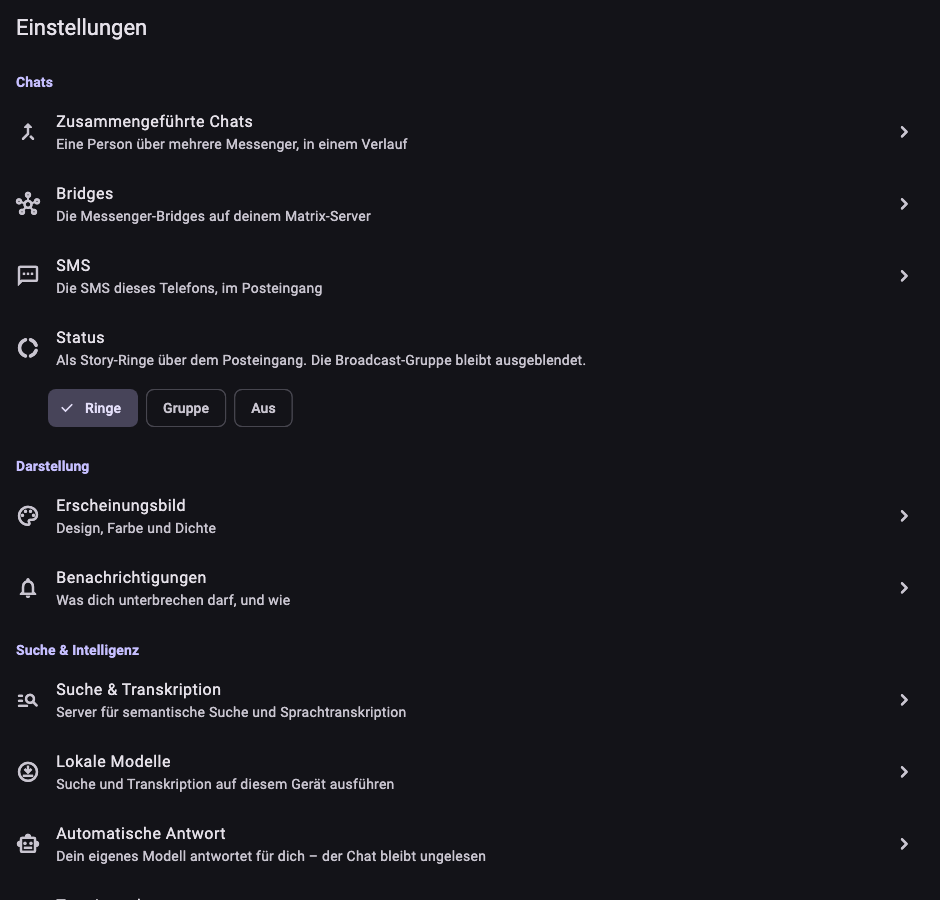 Einstellungen
Chats
Zusammengeführte Chats
Eine Person über mehrere Messenger, in einem Verlauf
Bridges
Die Messenger-Bridges auf deinem Matrix-Server
SMS
Die SMS dieses Telefons, im Posteingang
Status
Als Story-Ringe über dem Posteingang. Die Broadcast-Gruppe bleibt ausgeblendet.
Ringe Gruppe Aus
Darstellung
Erscheinungsbild
Design, Farbe und Dichte
Benachrichtigungen
Was dich unterbrechen darf, und wie
Suche & Intelligenz
Suche & Transkription
Server für semantische Suche und Sprachtranskription
Lokale Modelle
Suche und Transkription auf diesem Gerät ausführen
Automatische Antwort
Dein eigenes Modell antwortet für dich – der Chat bleibt ungelesen